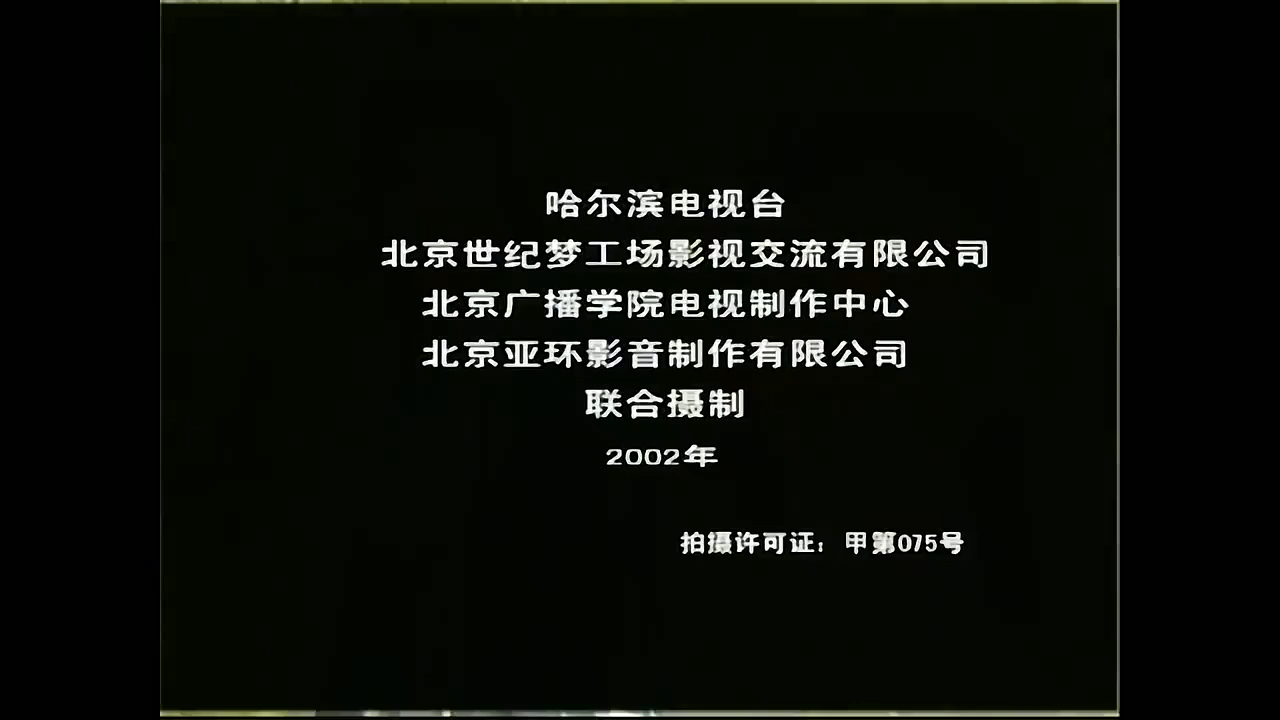 哈尔滨电视台
北京世纪梦工场影视交流有限公司
北京广播学院电视制作中心
北京亚环影音制作有限公司
联合摄制
2002年
拍摄许可证：甲第075号